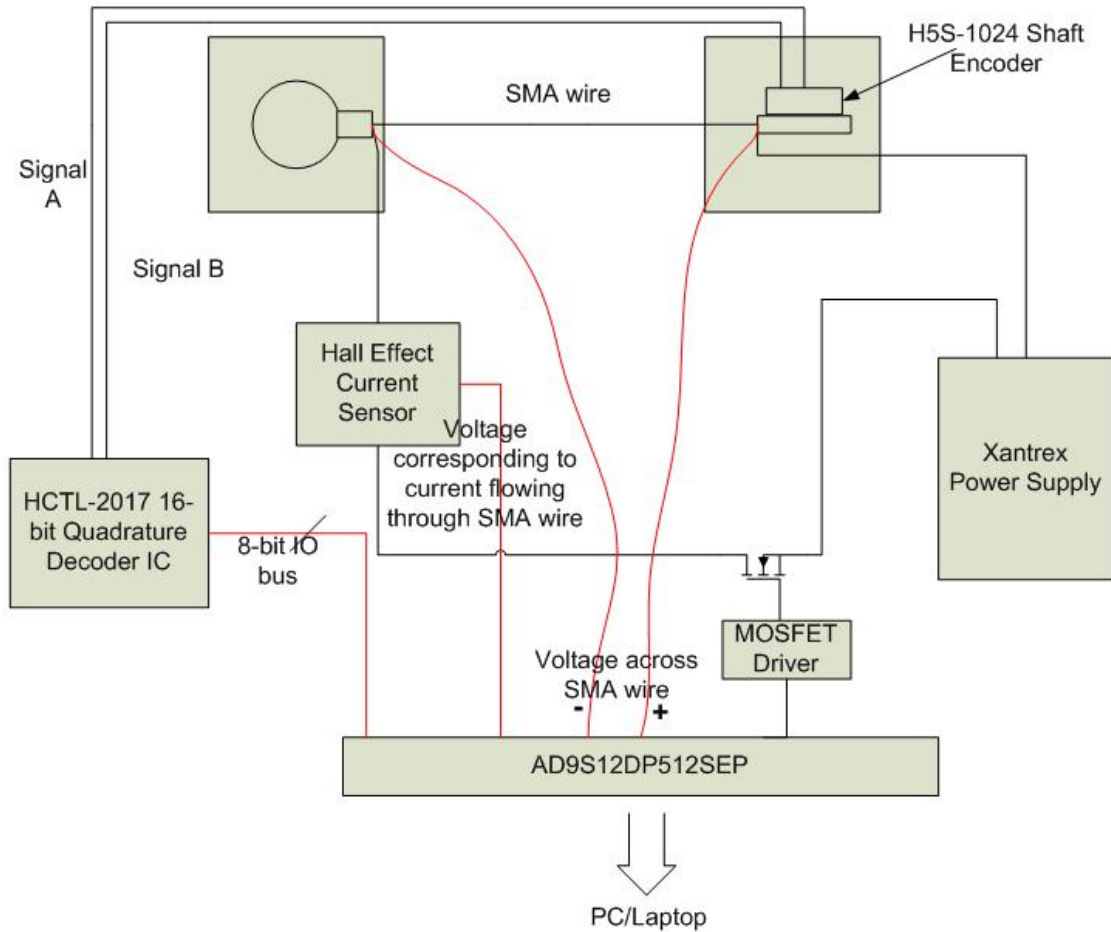 H5S-1024 Shaft
Encoder
SMA wire
Signal
A
Signal B
Hall Effect
Current
Sensor
Voltage
corresponding to
current flowing
through SMA wire
Xantrex
Power Supply
HCTL-2017 16-
bit Quadrature
Decoder IC
8-bit IO
bus
MOSFET
Driver
Voltage across
SMA wire
- +
AD9S12DP512SEP
PC/Laptop